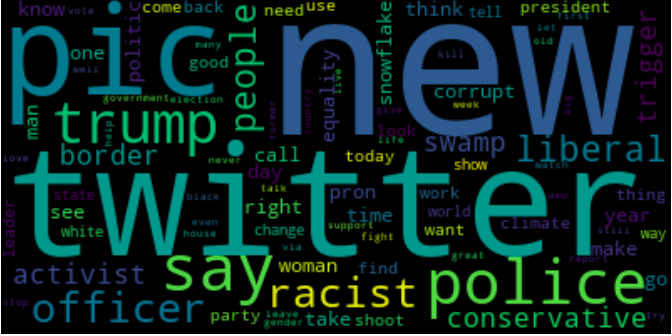 know vote come back need use think tell president
pic new
politic many one good people snowflake let first old trigger
government election equality live kill corrupt
man trump help former country give week big
border look life swamp liberal
love never call today show watch
twitter
day talk pron work thing
leader state black right time world climate year
see even change support want amp still way
white house via fight great make
activist say woman find police report go
officer racist
stop party leave gender take shoot conservative